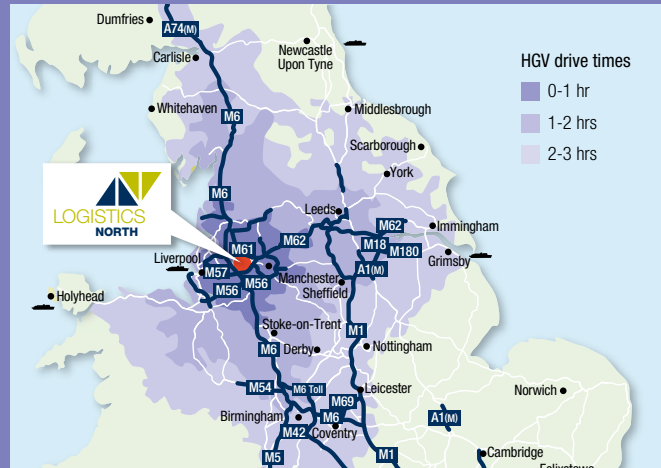 Dumfries
A74(M)
Newcastle
Upon Tyne
Carlisle
HGV drive times
0-1 hr
1-2 hrs
2-3 hrs
Whitehaven
M6
Middlesbrough
Scarborough
York
M6
LOGISTICS
NORTH
Leeds
M62
Immingham
M61
M62
M18
M180
Liverpool
Grimsby
M57
A1(M)
M56
M56
Manchester
Sheffield
Holyhead
Stoke-on-Trent
M1
M6
Derby
Nottingham
M54
M6 Toll
Leicester
Norwich
M69
Birmingham
M6
A1(M)
M42
Coventry
M5
M1
Cambridge
Felixstowe